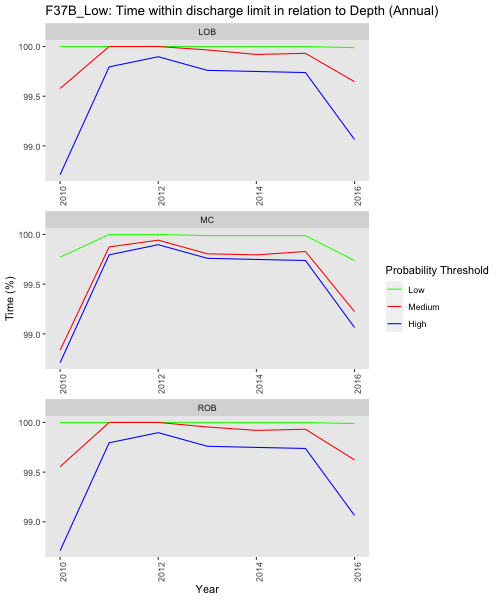 F37B_Low: Time within discharge limit in relation to Depth (Annual)
LOB
100.0
99.5
99.0
2010
2012
2014
2016
MC
100.0
99.5
99.0
2010
2012
2014
2016
ROB
100.0
99.5
99.0
2010
2012
2014
2016
Time (%)
Year
Probability Threshold
Low
Medium
High